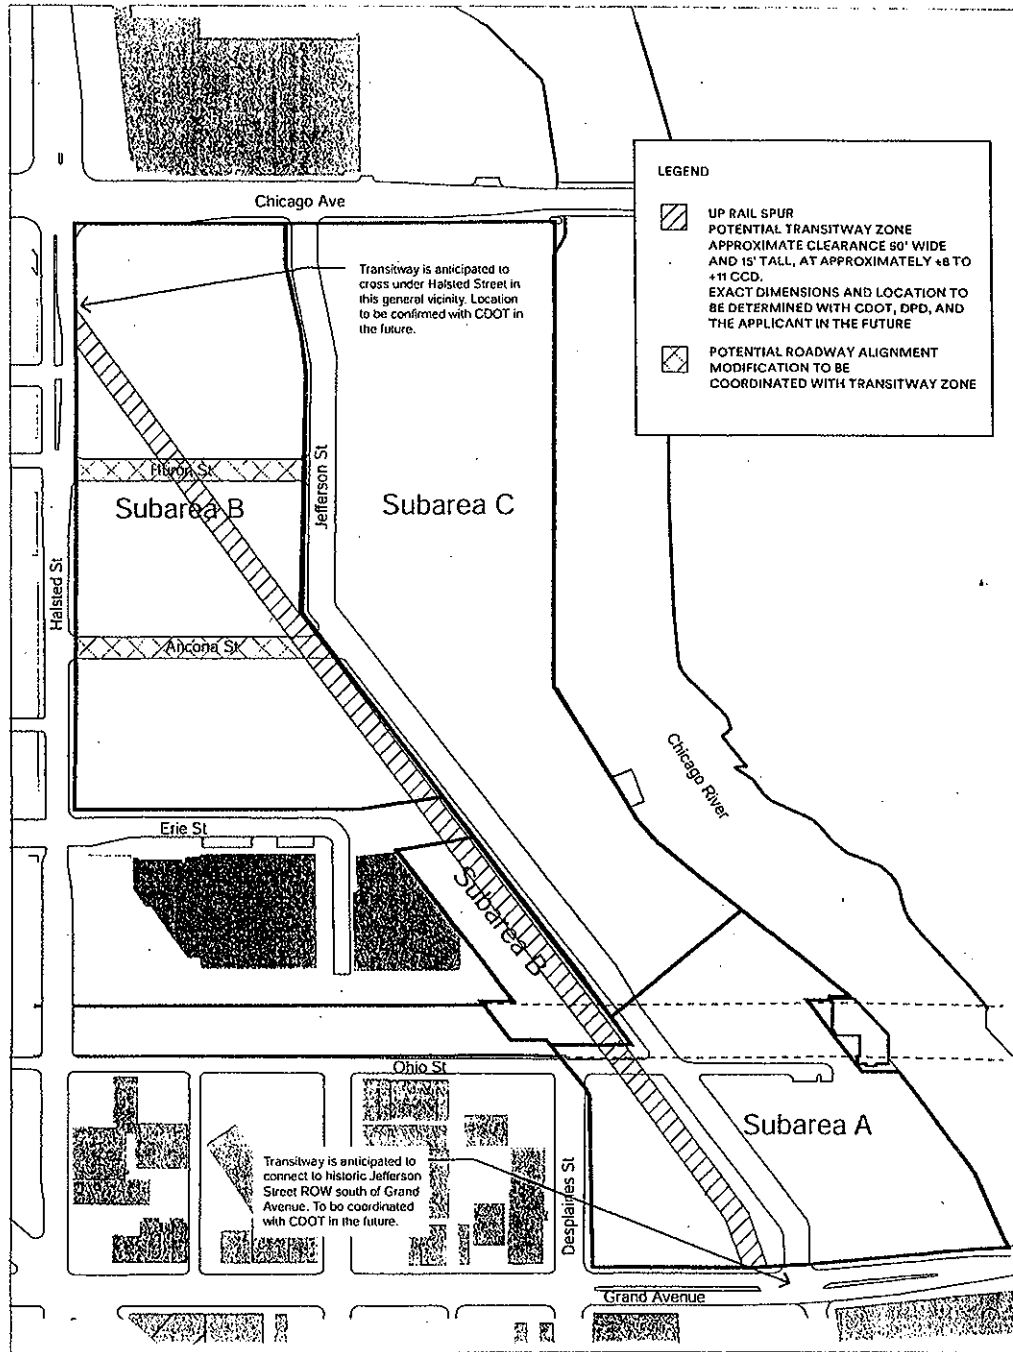 LEGEND
UP RAIL SPUR
POTENTIAL TRANSITWAY ZONE
APPROXIMATE CLEARANCE 50' WIDE
AND 15' TALL, AT APPROXIMATELY +8 TO
+11 CCD.
EXACT DIMENSIONS AND LOCATION TO
BE DETERMINED WITH CDOT, DPD, AND
THE APPLICANT IN THE FUTURE
POTENTIAL ROADWAY ALIGNMENT
MODIFICATION TO BE
COORDINATED WITH TRANSITWAY ZONE
Chicago Ave
Transitway is anticipated to
cross under Halsted Street in
this general vicinity. Location
to be confirmed with CDOT in
the future.
Huron St
Subarea B
Jefferson St
Subarea C
Halsted St
Ancona St
Chicago River
Erie St
Subarea B
Ohio St
Subarea A
Transitway is anticipated to
connect to historic Jefferson
Street ROW south of Grand
Avenue. To be coordinated
with CDOT in the future.
Desplaines St
Grand Avenue